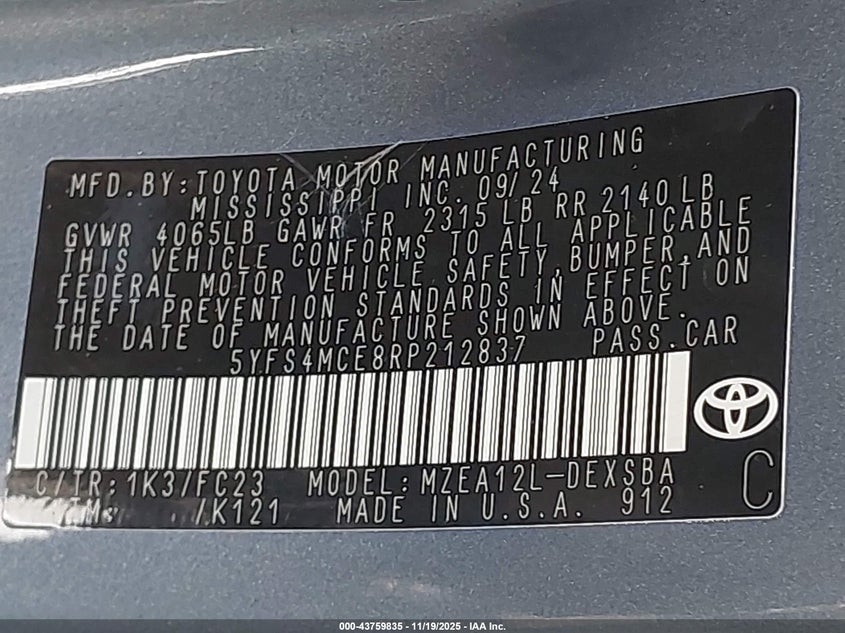 MFD. BY: TOYOTA MOTOR MANUFACTURING
MISSISSIPPI INC. 09/24
GVWR 4065LB GAWR FR 2315 LB RR 2140 LB
THIS VEHICLE CONFORMS TO ALL APPLICABLE
FEDERAL MOTOR VEHICLE SAFETY, BUMPER, AND
THEFT PREVENTION STANDARDS IN EFFECT ON
THE DATE OF MANUFACTURE SHOWN ABOVE.
5YFS4MCE8RP212837 PASS. CAR
C/TR: 1K3/FC23 MODEL: MZEA12L-DEXSBA
/K121 MADE IN U.S.A. 912
C
000-43759835 - 11/19/2025 - IAA Inc.